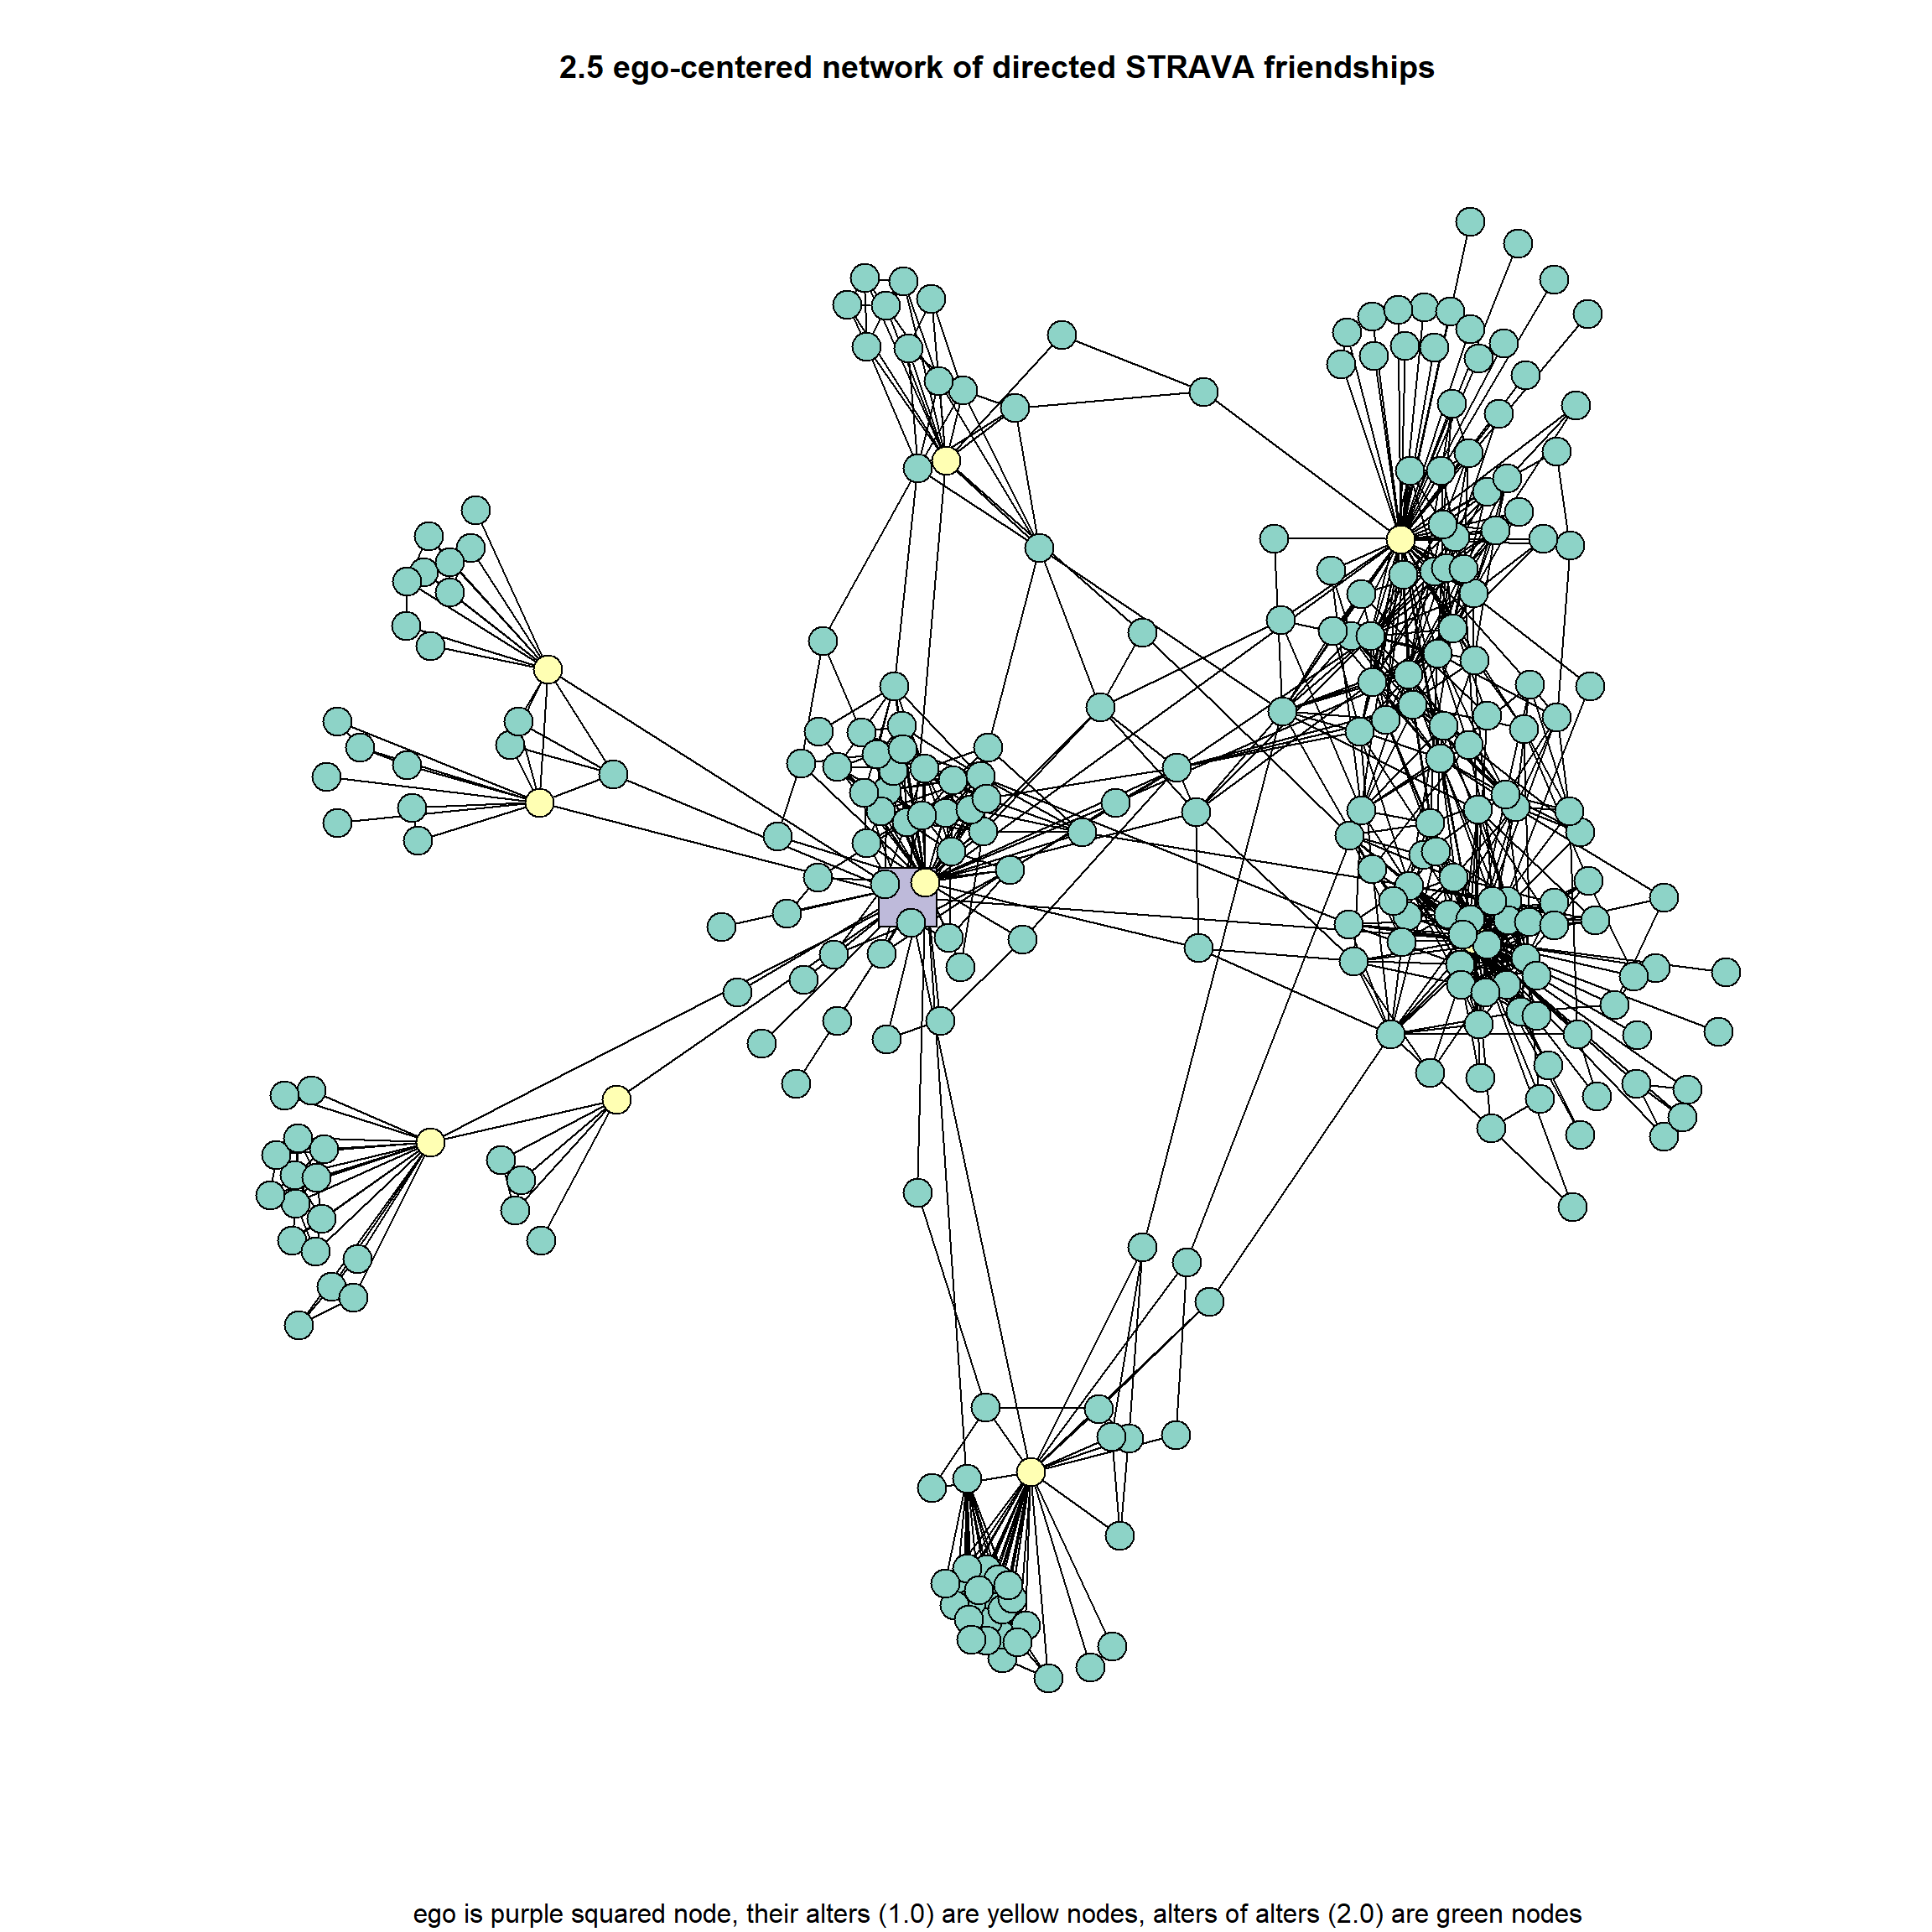 2.5 ego-centered network of directed STRAVA friendships
ego is purple squared node, their alters (1.0) are yellow nodes, alters of alters (2.0) are green nodes